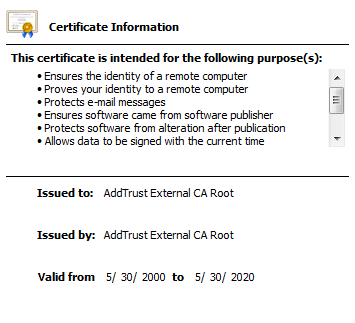 Certificate Information
This certificate is intended for the following purpose(s):
• Ensures the identity of a remote computer
• Proves your identity to a remote computer
• Protects e-mail messages
• Ensures software came from software publisher
• Protects software from alteration after publication
• Allows data to be signed with the current time
Issued to: AddTrust External CA Root
Issued by: AddTrust External CA Root
Valid from 5/ 30/ 2000 to 5/ 30/ 2020